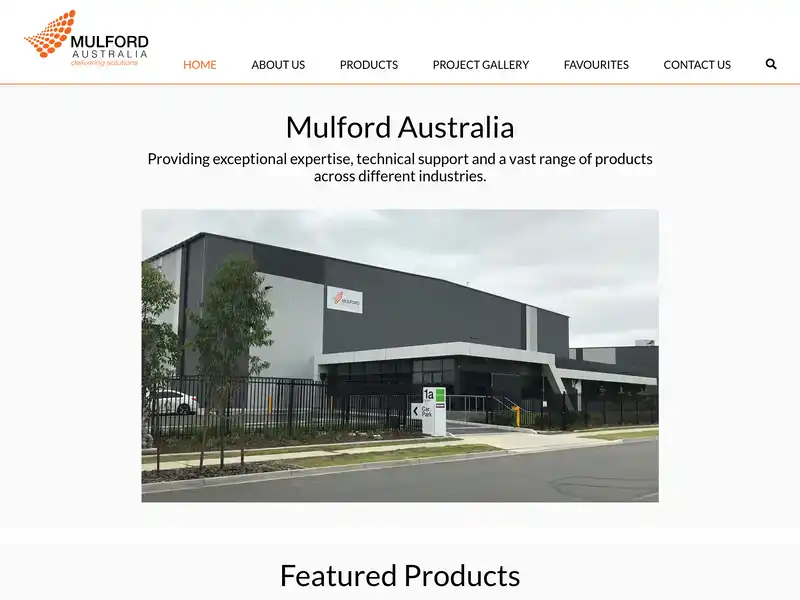 MULFORD
AUSTRALIA
delivering solutions
HOME ABOUT US PRODUCTS PROJECT GALLERY FAVOURITES CONTACT US
Mulford Australia
Providing exceptional expertise, technical support and a vast range of products
across different industries.
MULFORD
1a
Car
Park
Featured Products